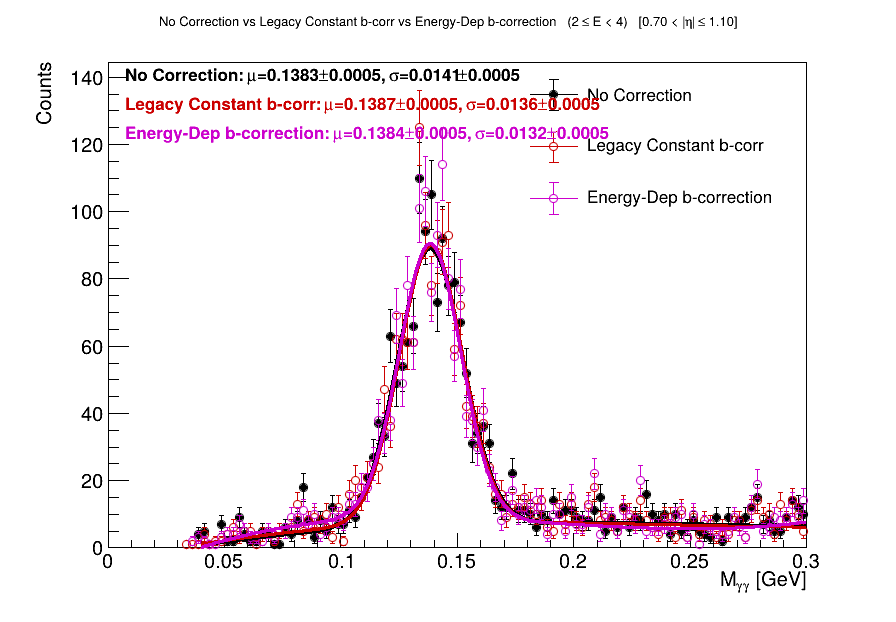 No Correction vs Legacy Constant b-corr vs Energy-Dep b-correction (2 ≤ E < 4) [0.70 < |η| ≤ 1.10]
Counts
No Correction: μ=0.1383±0.0005, σ=0.0141±0.0005
Legacy Constant b-corr: μ=0.1387±0.0005, σ=0.0136±0.0005
Energy-Dep b-correction: μ=0.1384±0.0005, σ=0.0132±0.0005
No Correction
Legacy Constant b-corr
Energy-Dep b-correction
140
120
100
80
60
40
20
0
0 0.05 0.1 0.15 0.2 0.25 0.3
Mγγ [GeV]